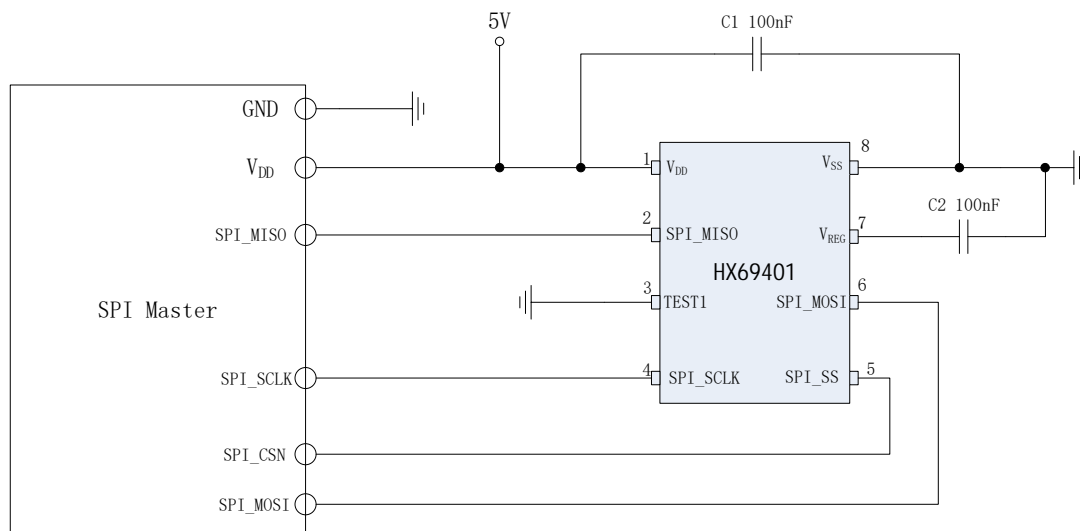 5V
C1 100nF
GND
VDD
SPI_MISO
SPI Master
SPI_SCLK
SPI_CSN
SPI_MOSI
1
VDD
2
SPI_MISO
3
TEST1
4
SPI_SCLK
HX69401
8
VSS
7
VREG
6
SPI_MOSI
5
SPI_SS
C2 100nF